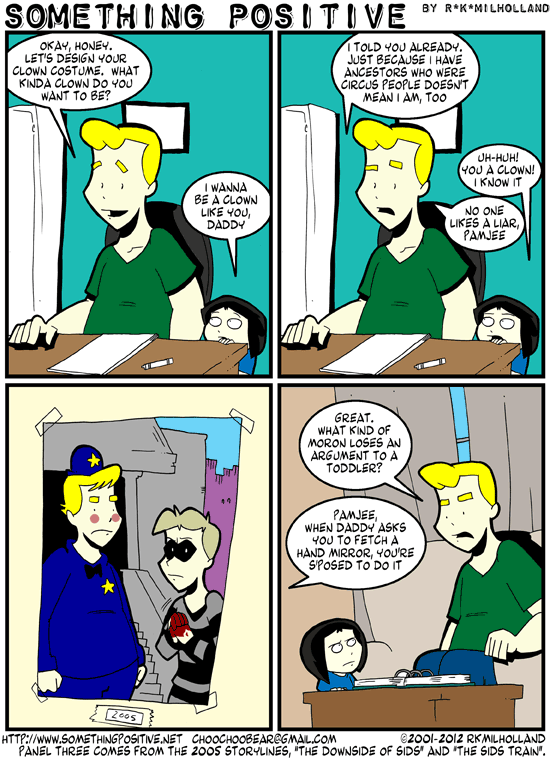 SOMETHING POSITIVE BY R*K*MILHOLLAND
OKAY, HONEY.
LET'S DESIGN YOUR
CLOWN COSTUME. WHAT
KINDA CLOWN DO YOU
WANT TO BE?
I WANNA
BE A CLOWN
LIKE YOU,
DADDY
I TOLD YOU ALREADY.
JUST BECAUSE I HAVE
ANCESTORS WHO WERE
CIRCUS PEOPLE DOESN'T
MEAN I AM, TOO
UH-HUH!
YOU A CLOWN!
I KNOW IT
NO ONE
LIKES A LIAR,
PAMJEE
2005
GREAT.
WHAT KIND OF
MORON LOSES AN
ARGUMENT TO A
TODDLER?
PAMJEE,
WHEN DADDY ASKS
YOU TO FETCH A
HAND MIRROR, YOU'RE
S'POSED TO DO IT
HTTP://WWW.SOMETHINGPOSITIVE.NET CHOOCHOOBEAR@GMAIL.COM ©2001-2012 RKMILHOLLAND
PANEL THREE COMES FROM THE 2005 STORYLINES, "THE DOWNSIDE OF SIDS" AND "THE SIDS TRAIN".